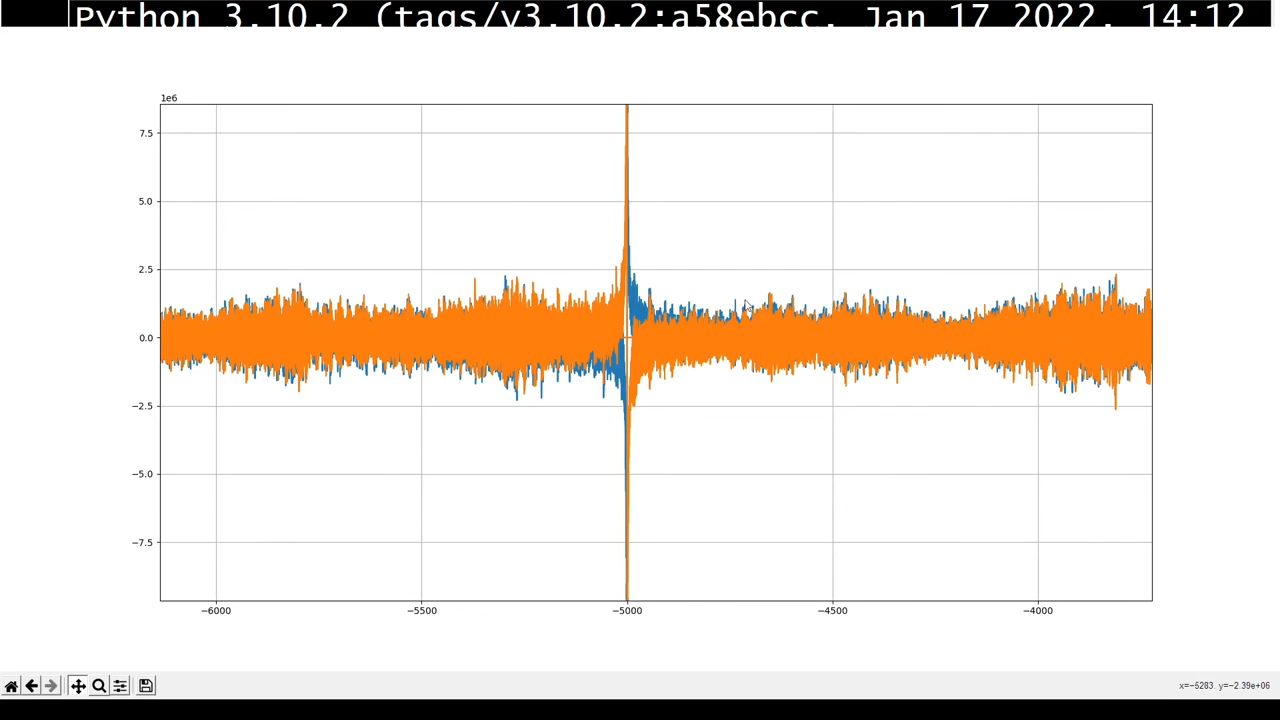 Python 3.10.2 (tags/v3.10.2:a58ebcc, Jan 17 2022, 14:12
1e6
7.5
5.0
2.5
0.0
−2.5
−5.0
−7.5
−6000 −5500 −5000 −4500 −4000
x=−5283. y=−2.39e+06